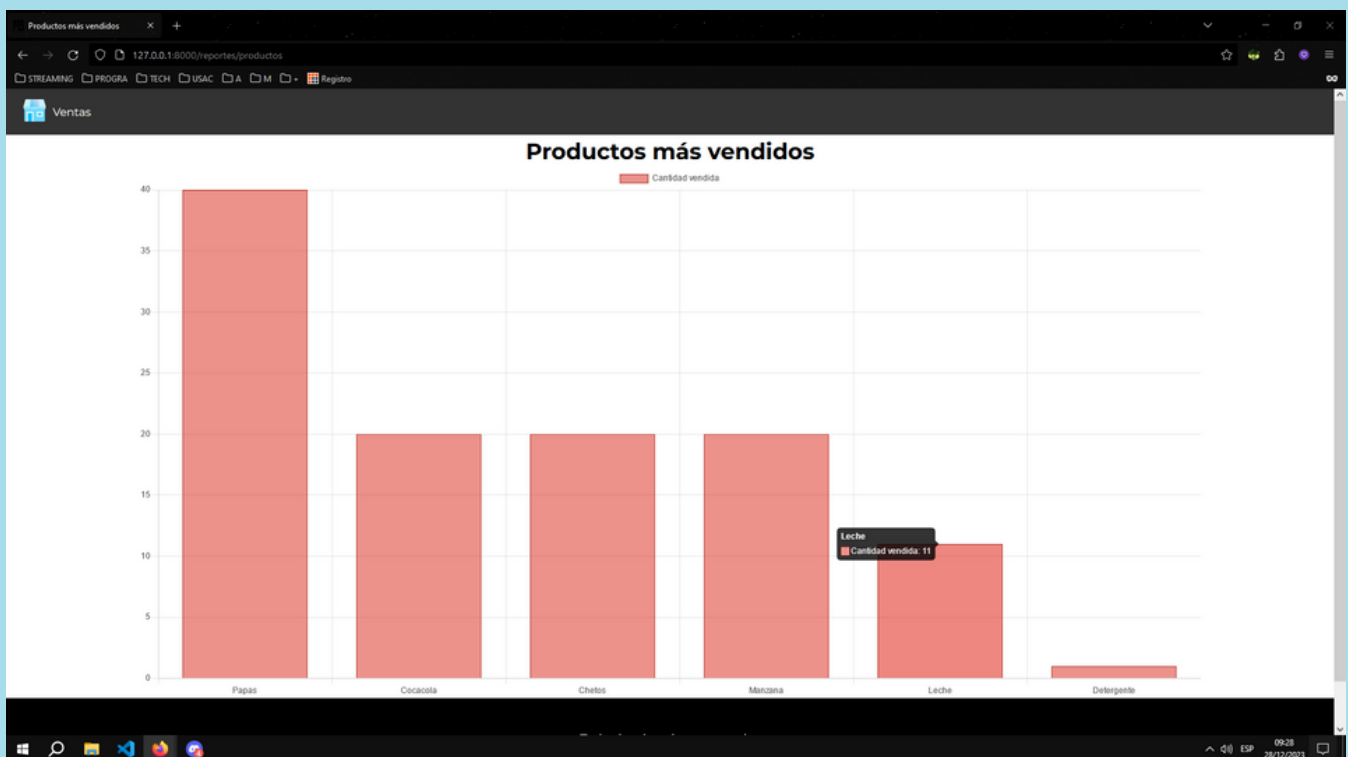 Productos más vendidos
127.0.0.1:8000/reportes/productos
STREAMING PROGRA TECH USAC A M + Registro
Ventas
Productos más vendidos
Cantidad vendida
40
35
30
25
20
15
10
5
0
Leche
Cantidad vendida: 11
Papas Cocacola Chetos Manzana Leche Detergente
ESP
09:28
28/12/2023